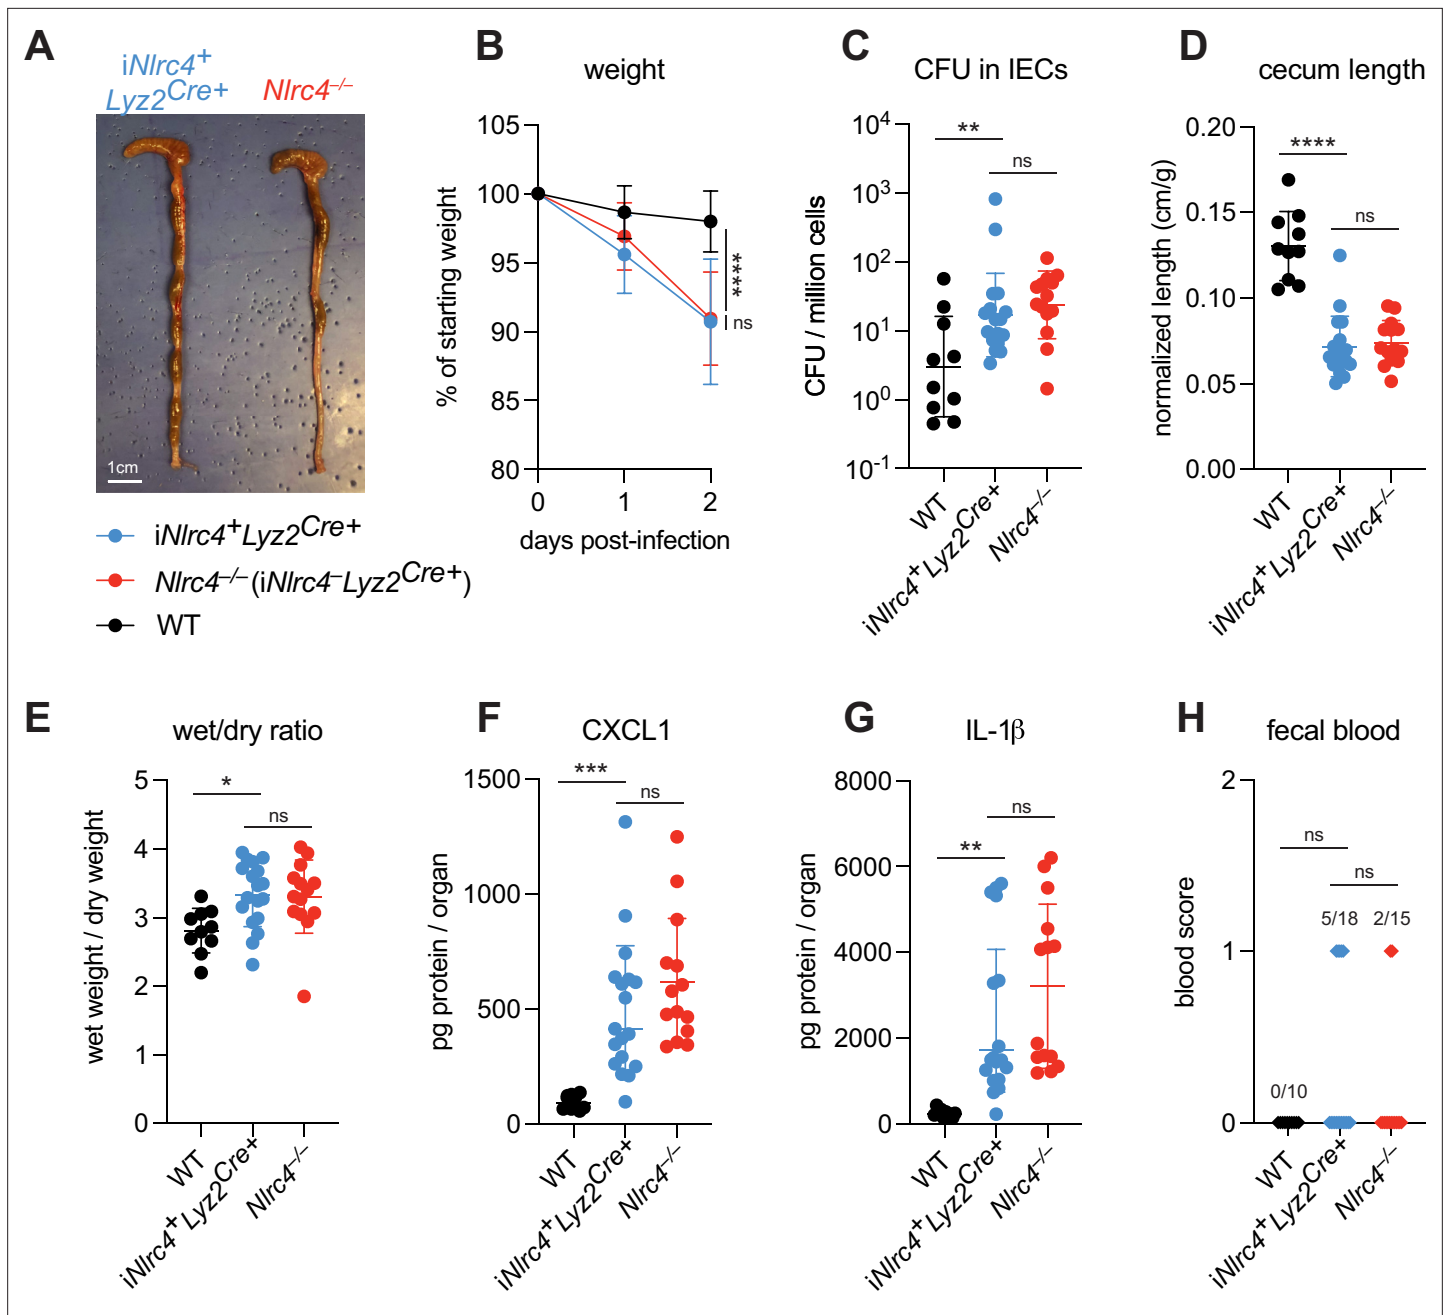 A
iNlrc4+
Lyz2Cre+
Nlrc4–/–
1cm
iNlrc4+Lyz2Cre+
Nlrc4–/– (iNlrc4–Lyz2Cre+)
WT
B
weight
% of starting weight
105
100
95
90
85
80
0
1
2
days post-infection
****
ns
C
CFU in IECs
CFU / million cells
10^4
10^3
10^2
10^1
10^0
10^-1
**
ns
WT
iNlrc4+Lyz2Cre+
Nlrc4–/–
D
cecum length
normalized length (cm/g)
0.20
0.15
0.10
0.05
0.00
****
ns
WT
iNlrc4+Lyz2Cre+
Nlrc4–/–
E
wet/dry ratio
wet weight / dry weight
5
4
3
2
1
0
*
ns
WT
iNlrc4+Lyz2Cre+
Nlrc4–/–
F
CXCL1
pg protein / organ
1500
1000
500
0
***
ns
WT
iNlrc4+Lyz2Cre+
Nlrc4–/–
G
IL-1β
pg protein / organ
8000
6000
4000
2000
0
**
ns
WT
iNlrc4+Lyz2Cre+
Nlrc4–/–
H
fecal blood
blood score
2
1
0
ns
ns
0/10
5/18
2/15
WT
iNlrc4+Lyz2Cre+
Nlrc4–/–